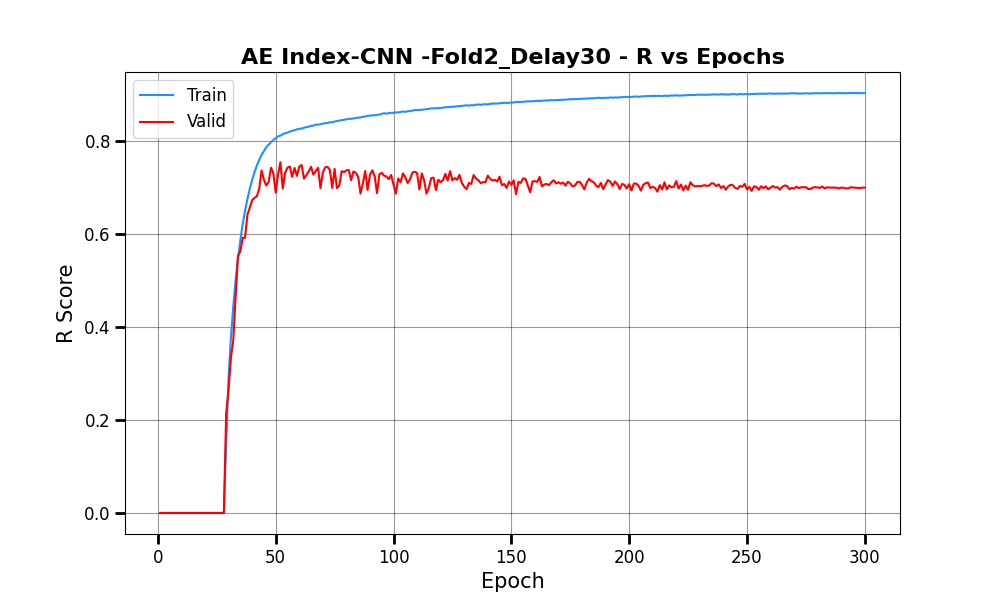 AE Index-CNN -Fold2_Delay30 - R vs Epochs
Train
Valid
R Score
0.8
0.6
0.4
0.2
0.0
0 50 100 150 200 250 300
Epoch